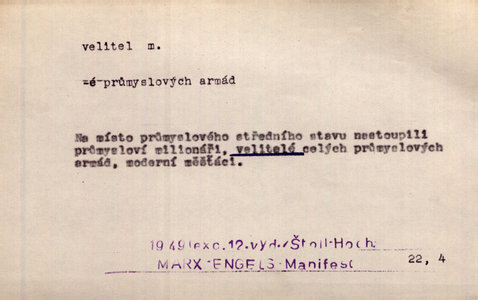 velitel m.
=é průmyslových armád
Na místo průmyslového středního stavu nastoupili
průmysloví milionáři, velitelé celých průmyslových
armád, moderní měšťáci.
1949(exc.12.vyd./Štoll-Hoch.
MARX-ENGELS-Manifest
22, 4